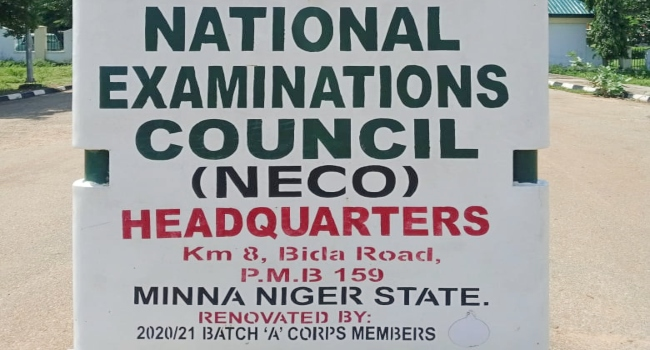 NATIONAL
EXAMINATIONS
COUNCIL
(NECO)
HEADQUARTERS
Km 8, Bida Road,
P.M.B 159
MINNA NIGER STATE.
RENOVATED BY:
2020/21 BATCH 'A' CORPS MEMBERS